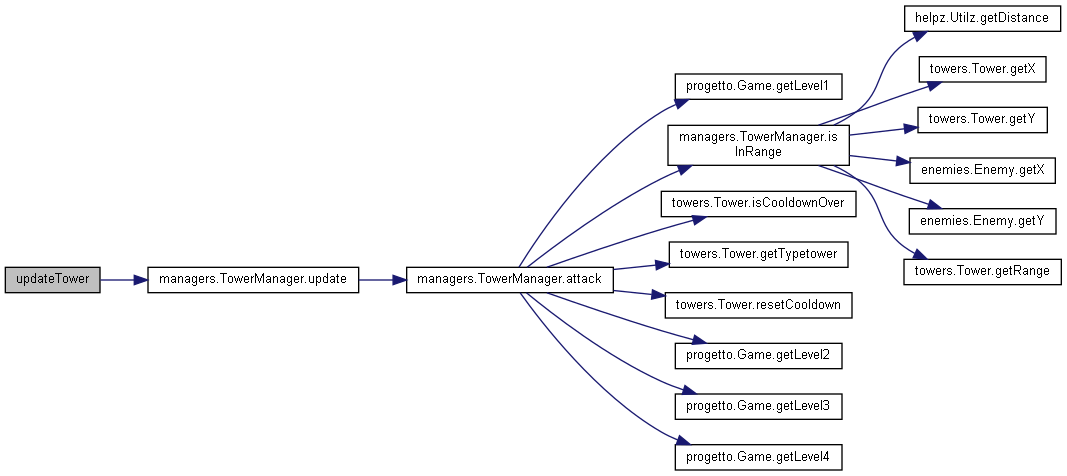 updateTower
managers.TowerManager.update
managers.TowerManager.attack
progetto.Game.getLevel1
managers.TowerManager.is
InRange
towers.Tower.isCooldownOver
towers.Tower.getTypetower
towers.Tower.resetCooldown
progetto.Game.getLevel2
progetto.Game.getLevel3
progetto.Game.getLevel4
helpz.Utilz.getDistance
towers.Tower.getX
towers.Tower.getY
enemies.Enemy.getX
enemies.Enemy.getY
towers.Tower.getRange